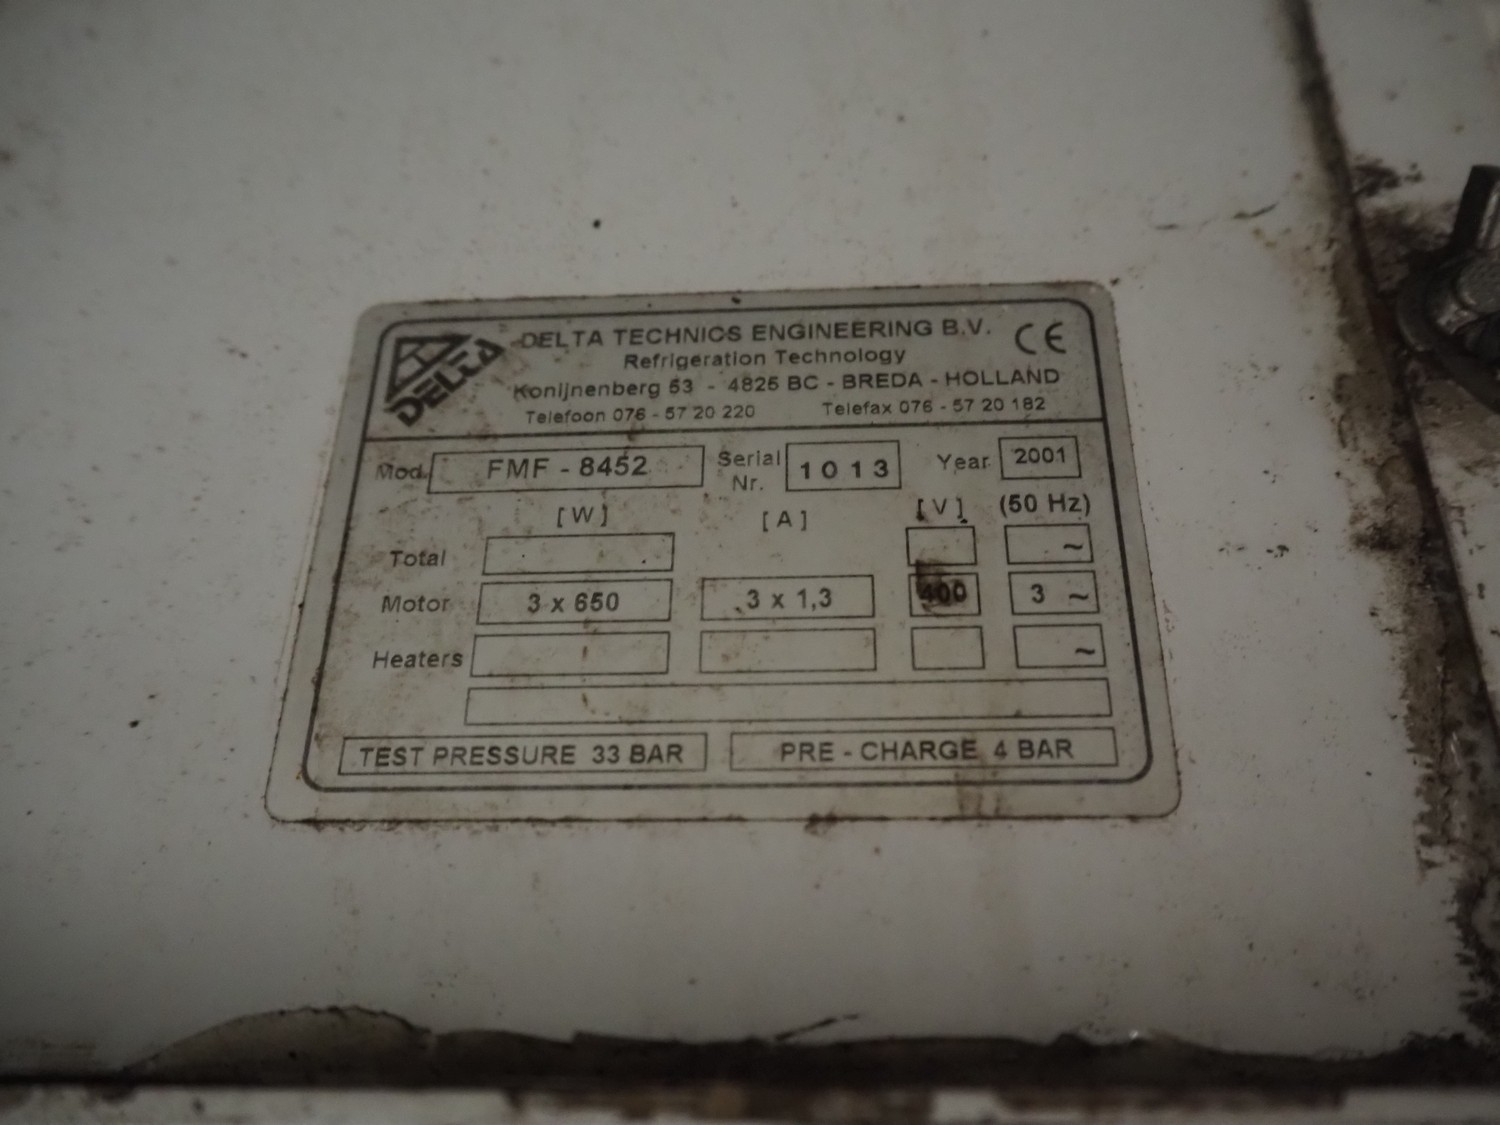 DELTA
DELTA TECHNICS ENGINEERING B.V. CE
Refrigeration Technology
Konijnenberg 53 - 4825 BC - BREDA - HOLLAND
Telefoon 076 - 57 20 220 Telefax 076 - 57 20 182
Mod. FMF - 8452 Serial Nr. 1013 Year 2001
[W] [A] [V] (50 Hz)
Total ~
Motor 3 x 650 3 x 1,3 400 3 ~
Heaters ~
TEST PRESSURE 33 BAR PRE - CHARGE 4 BAR